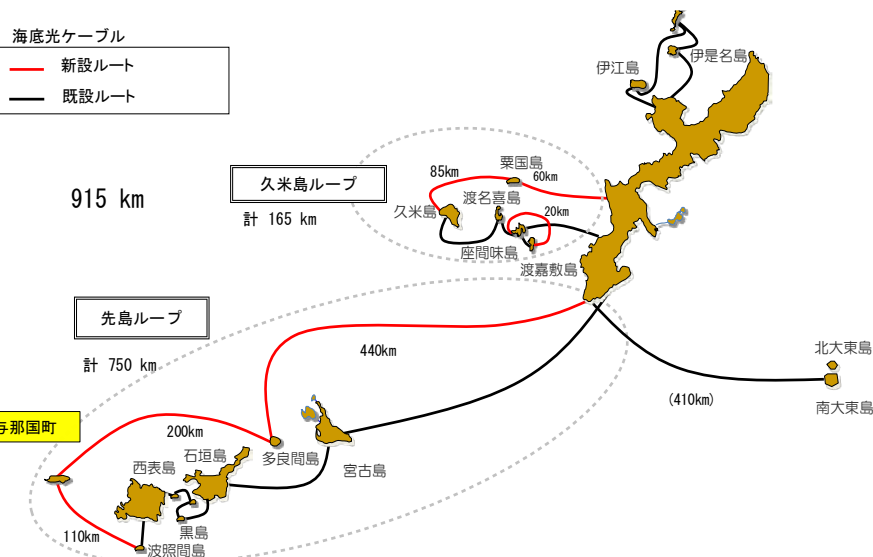 海底光ケーブル
新設ルート
既設ルート
伊是名島
伊江島
915 km
久米島ループ
計 165 km
粟国島
85km
60km
渡名喜島
久米島
20km
座間味島
渡嘉敷島
先島ループ
計 750 km
440km
北大東島
(410km)
南大東島
与那国町
200km
石垣島
多良間島
宮古島
西表島
黒島
110km
波照間島